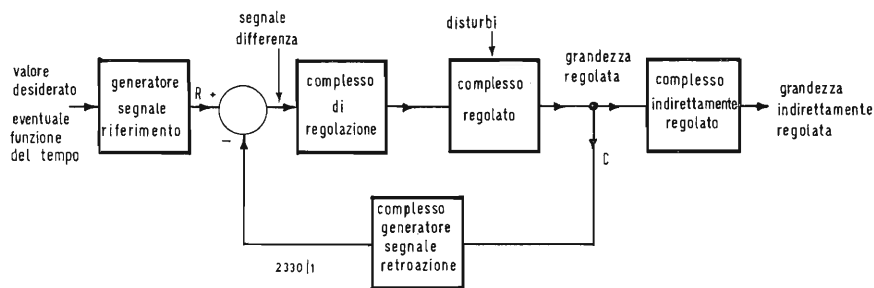 valore
desiderato
eventuale
funzione
del tempo
generatore
segnale
riferimento
R +
−
segnale
differenza
complesso
di
regolazione
disturbi
complesso
regolato
grandezza
regolata
C
complesso
indirettamente
regolato
grandezza
indirettamente
regolata
complesso
generatore
segnale
retroazione
2330|1